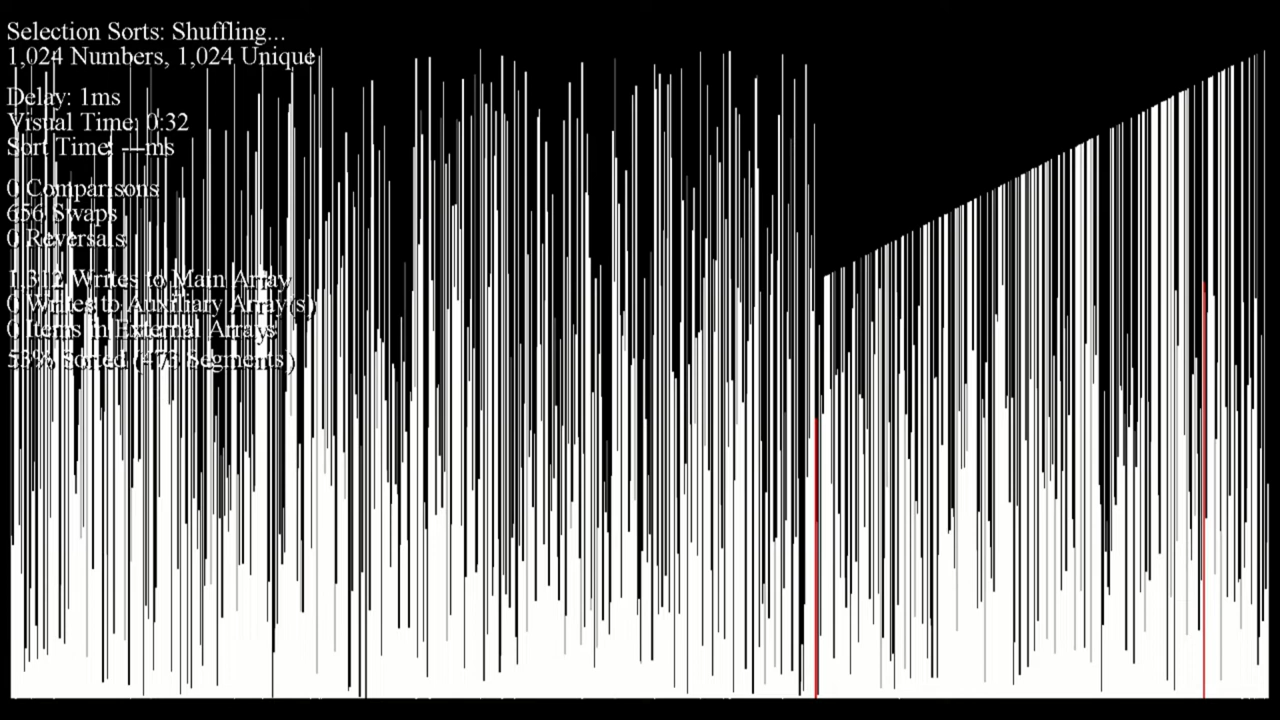 Selection Sorts: Shuffling...
1,024 Numbers, 1,024 Unique
Delay: 1ms
Visual Time: 0:32
Sort Time: ---ms
0 Comparisons
656 Swaps
0 Reversals
1,312 Writes to Main Array
0 Writes to Auxiliary Array(s)
0 Items in External Arrays
53% Sorted (473 Segments)